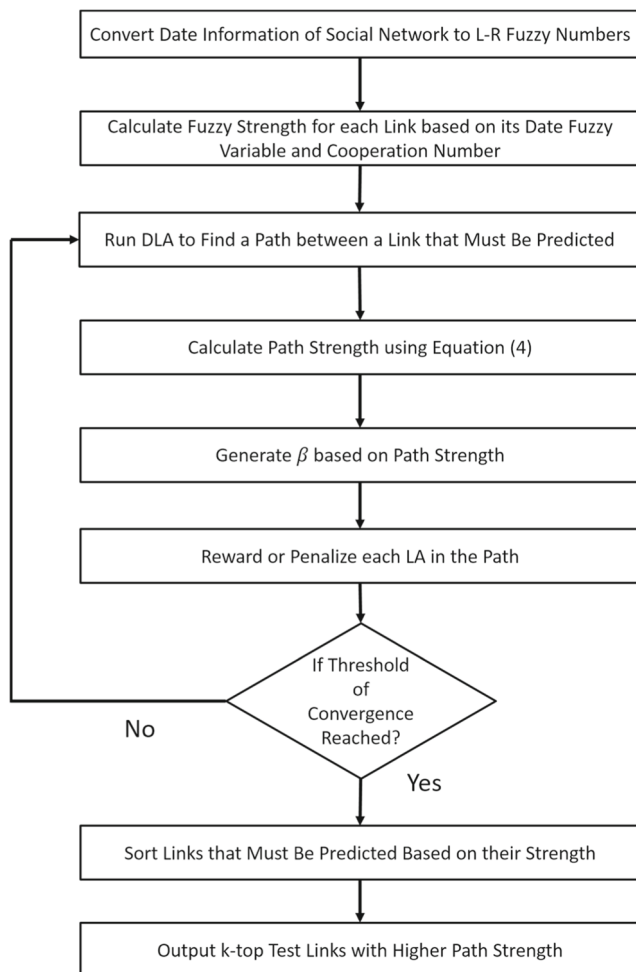 Convert Date Information of Social Network to L-R Fuzzy Numbers
Calculate Fuzzy Strength for each Link based on its Date Fuzzy
Variable and Cooperation Number
Run DLA to Find a Path between a Link that Must Be Predicted
Calculate Path Strength using Equation (4)
Generate β based on Path Strength
Reward or Penalize each LA in the Path
If Threshold
of
Convergence
Reached?
No
Yes
Sort Links that Must Be Predicted Based on their Strength
Output k-top Test Links with Higher Path Strength